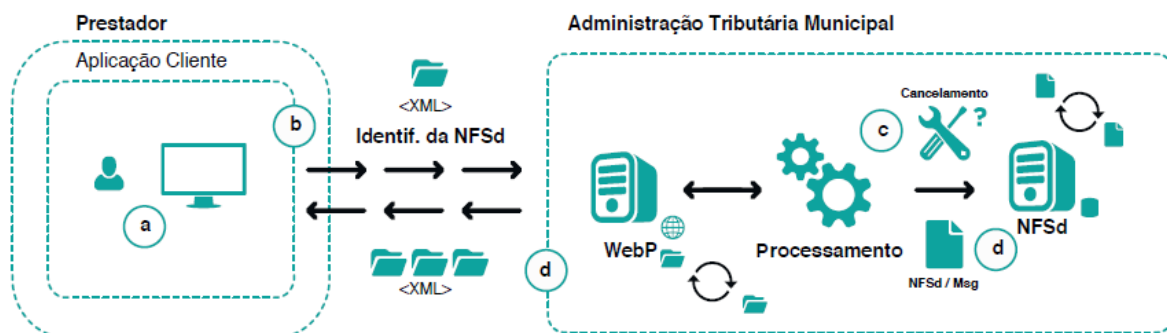 Prestador
Administração Tributária Municipal
Aplicação Cliente
<XML>
Identif. da NFSd
b
a
<XML>
d
WebP
Processamento
c
Cancelamento
?
NFSd / Msg
d
NFSd